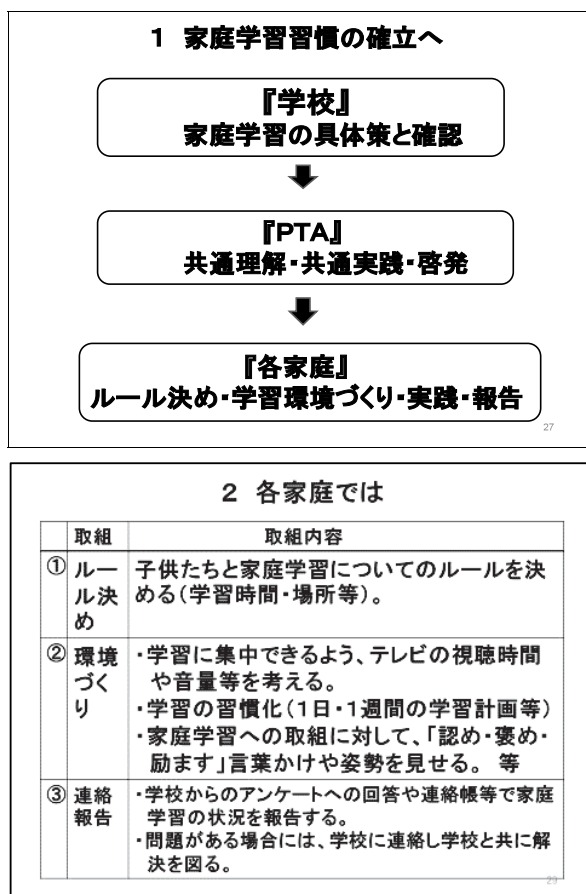 1 家庭学習習慣の確立へ
『学校』
家庭学習の具体策と確認
『PTA』
共通理解・共通実践・啓発
『各家庭』
ルール決め・学習環境づくり・実践・報告
27
2 各家庭では
取組 取組内容
① ルー
ル決
め
子供たちと家庭学習についてのルールを決
める(学習時間・場所等)。
② 環境
づく
り
・学習に集中できるよう、テレビの視聴時間
や音量等を考える。
・学習の習慣化(1日・1週間の学習計画等)
・家庭学習への取組に対して、「認め・褒め・
励ます」言葉かけや姿勢を見せる。 等
③ 連絡
報告
・学校からのアンケートへの回答や連絡帳等で家庭
学習の状況を報告する。
・問題がある場合には、学校に連絡し学校と共に解
決を図る。
29